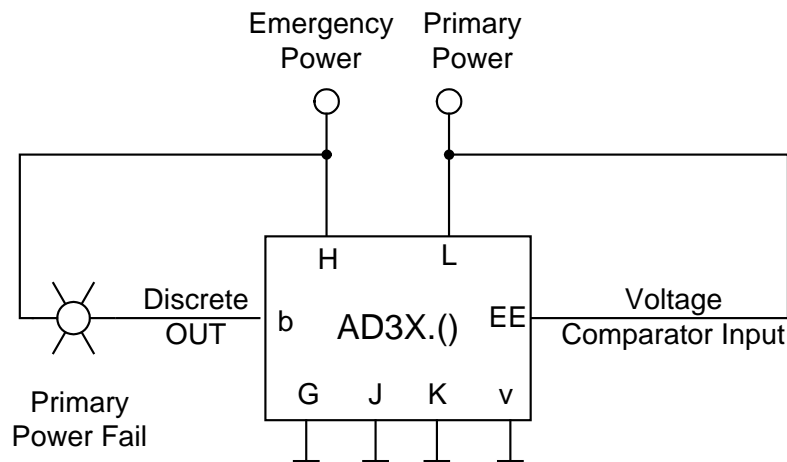 Emergency
Power
Primary
Power
H
L
Discrete
OUT
b
AD3X.()
EE
Voltage
Comparator Input
G
J
K
v
Primary
Power Fail